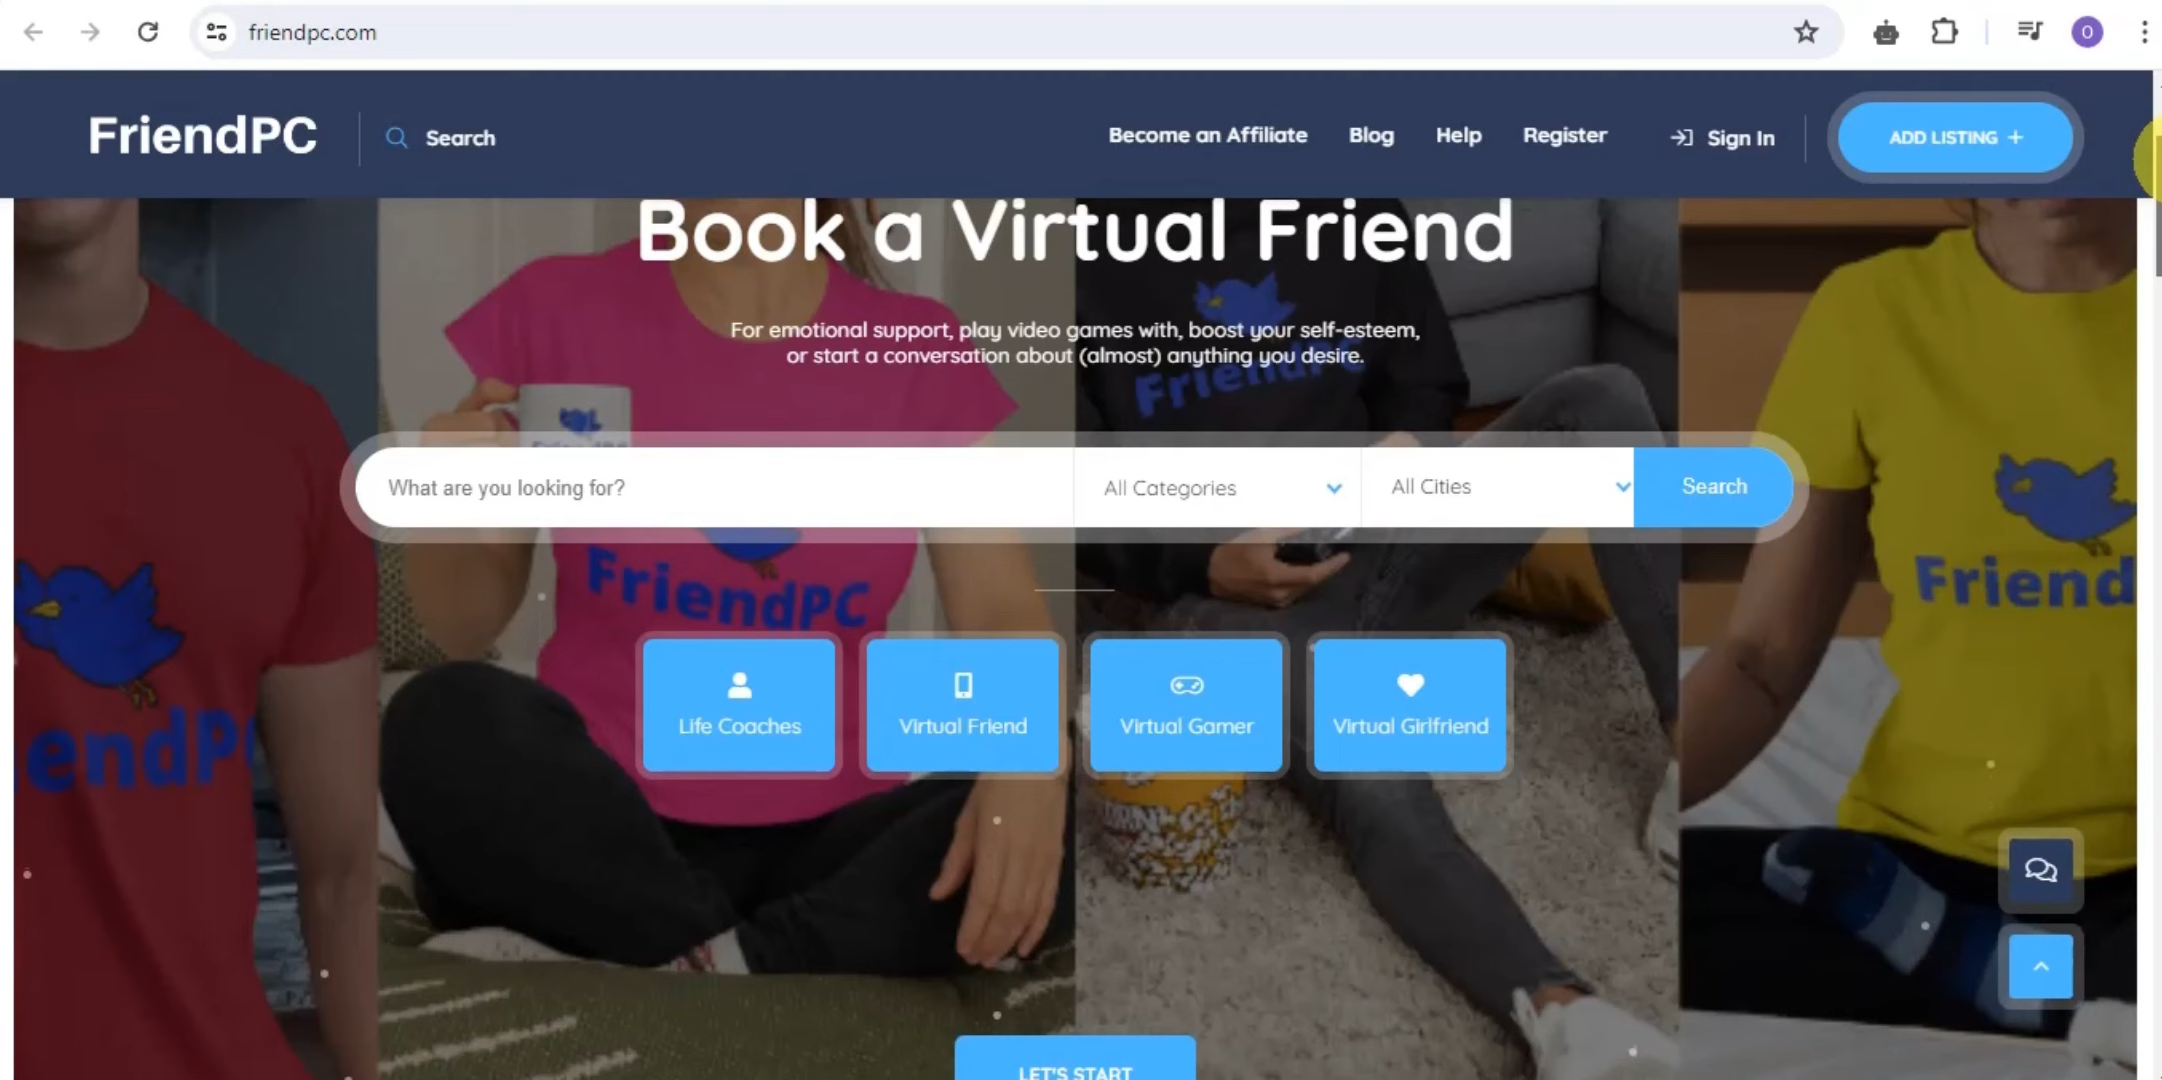 friendpc.com
FriendPC
Search
Become an Affiliate
Blog
Help
Register
Sign In
ADD LISTING +
Book a Virtual Friend
For emotional support, play video games with, boost your self-esteem,
or start a conversation about (almost) anything you desire.
FriendPC
What are you looking for?
All Categories
All Cities
Search
FriendPC
Friend
endP
Life Coaches
Virtual Friend
Virtual Gamer
Virtual Girlfriend
LET'S START
O